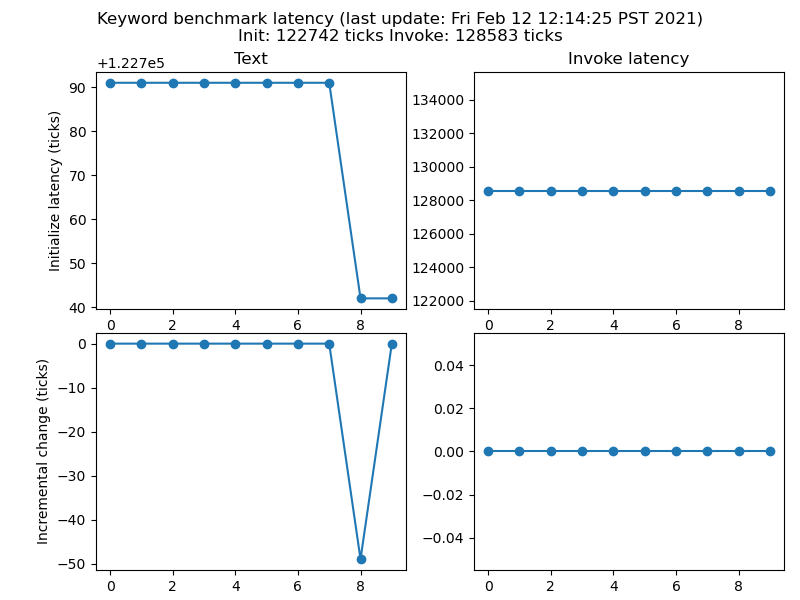 Keyword benchmark latency (last update: Fri Feb 12 12:14:25 PST 2021)
Init: 122742 ticks Invoke: 128583 ticks
Text
+1.227e5
Initialize latency (ticks)
90
80
70
60
50
40
0 2 4 6 8
Invoke latency
134000
132000
130000
128000
126000
124000
122000
0 2 4 6 8
Incremental change (ticks)
0
−10
−20
−30
−40
−50
0 2 4 6 8
0.04
0.02
0.00
−0.02
−0.04
0 2 4 6 8